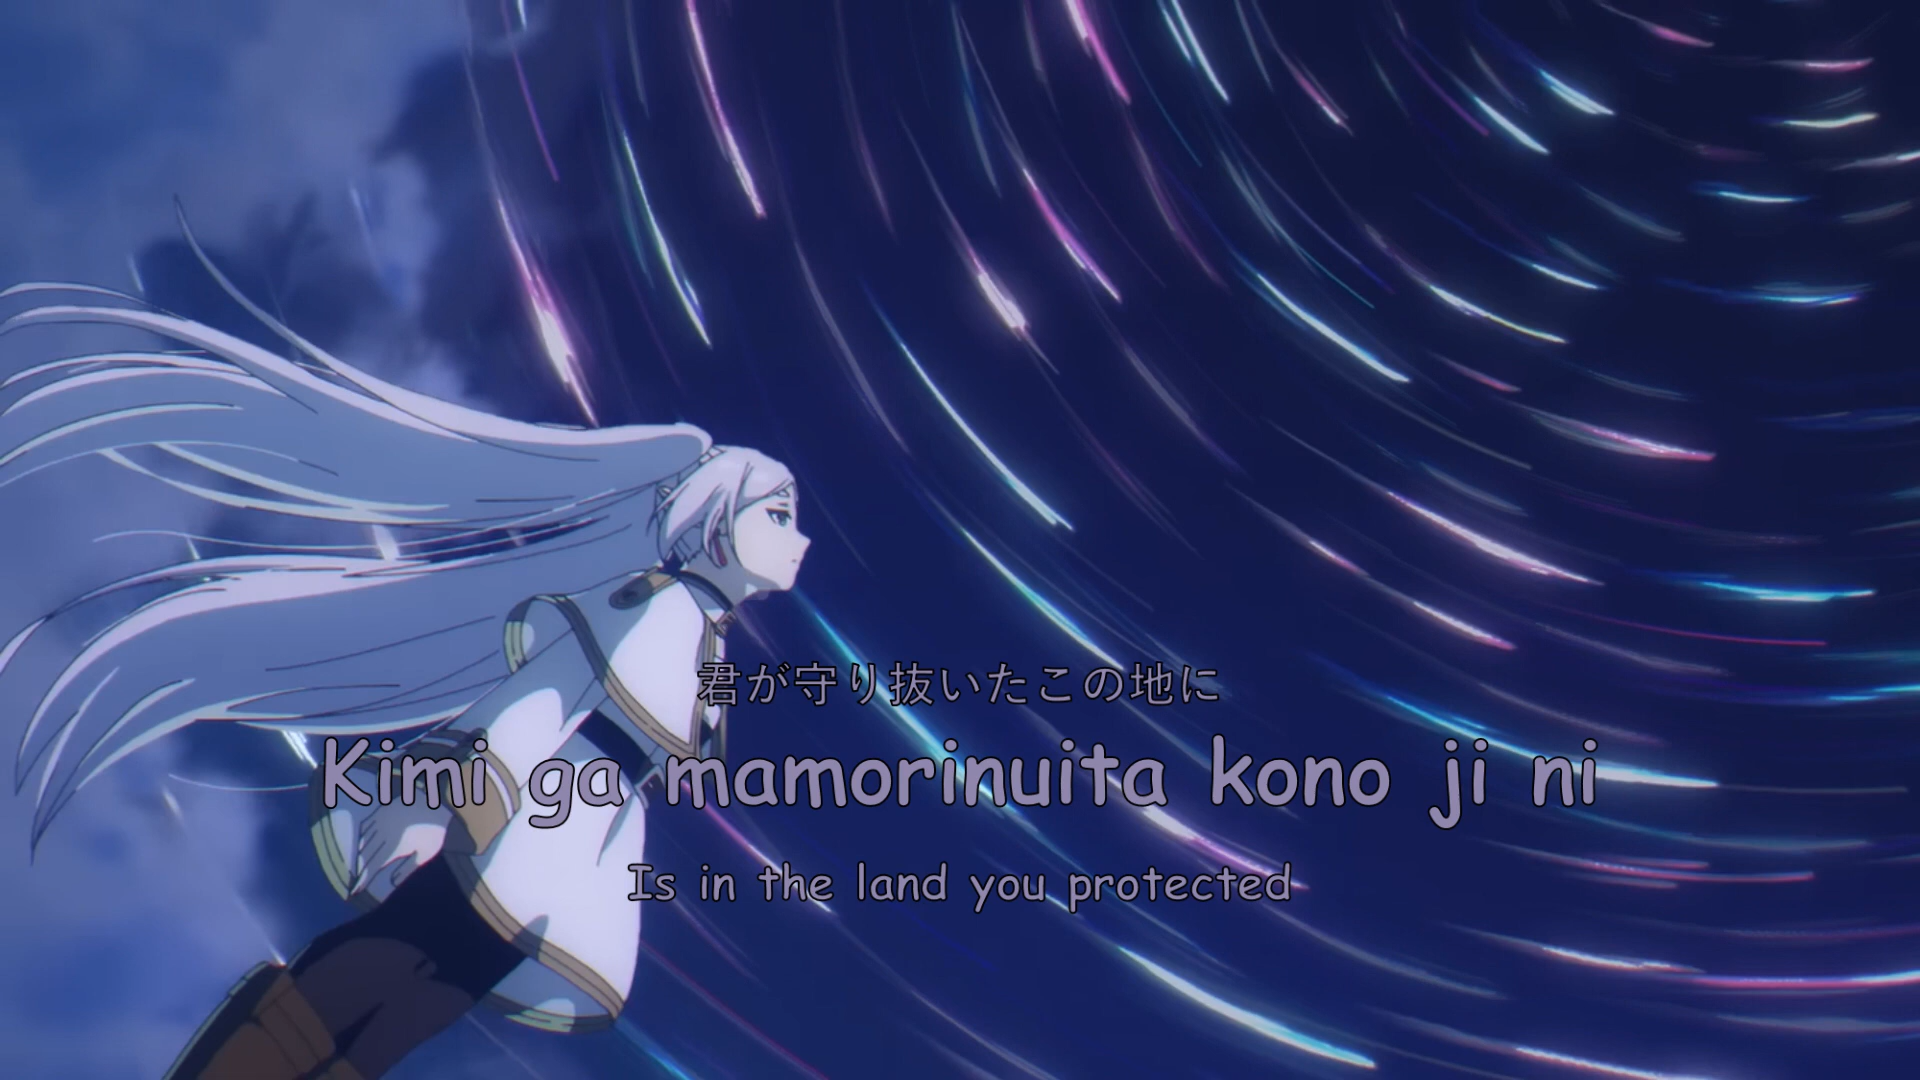 君が守り抜いたこの地に
Kimi ga mamorinuita kono ji ni
Is in the land you protected